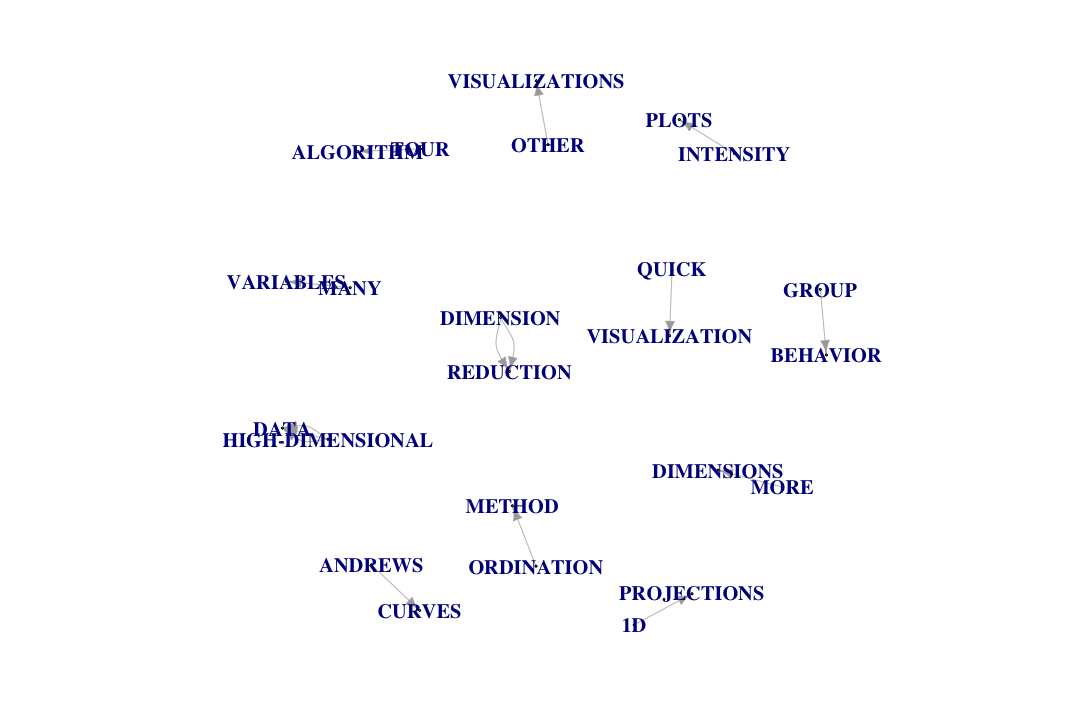 VISUALIZATIONS
PLOTS
OTHER
ALGORITHM
TOUR
INTENSITY
QUICK
VARIABLES
MANY
GROUP
DIMENSION
VISUALIZATION
BEHAVIOR
REDUCTION
DATA
HIGH-DIMENSIONAL
DIMENSIONS
MORE
METHOD
ANDREWS
ORDINATION
PROJECTIONS
CURVES
1D